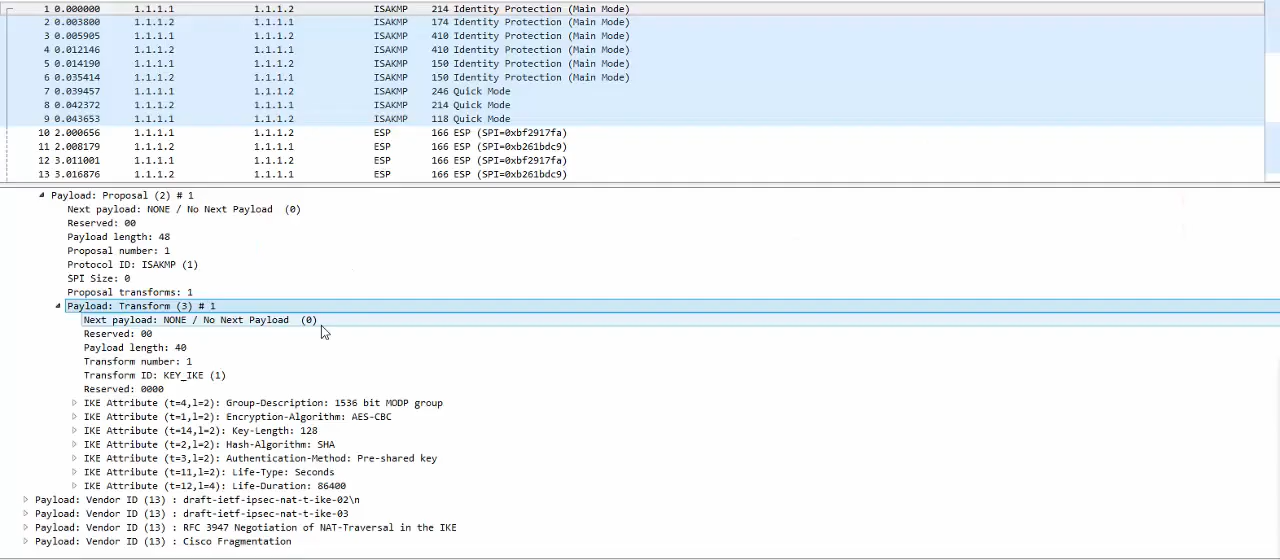 1 0.000000 1.1.1.1 1.1.1.2 ISAKMP 214 Identity Protection (Main Mode)
2 0.003800 1.1.1.2 1.1.1.1 ISAKMP 174 Identity Protection (Main Mode)
3 0.005905 1.1.1.1 1.1.1.2 ISAKMP 410 Identity Protection (Main Mode)
4 0.012146 1.1.1.2 1.1.1.1 ISAKMP 410 Identity Protection (Main Mode)
5 0.014190 1.1.1.1 1.1.1.2 ISAKMP 150 Identity Protection (Main Mode)
6 0.035414 1.1.1.2 1.1.1.1 ISAKMP 150 Identity Protection (Main Mode)
7 0.039457 1.1.1.1 1.1.1.2 ISAKMP 246 Quick Mode
8 0.042372 1.1.1.2 1.1.1.1 ISAKMP 214 Quick Mode
9 0.043653 1.1.1.1 1.1.1.2 ISAKMP 118 Quick Mode
10 2.000656 1.1.1.1 1.1.1.2 ESP 166 ESP (SPI=0xbf2917fa)
11 2.008179 1.1.1.2 1.1.1.1 ESP 166 ESP (SPI=0xb261bdc9)
12 3.011001 1.1.1.1 1.1.1.2 ESP 166 ESP (SPI=0xbf2917fa)
13 3.016876 1.1.1.2 1.1.1.1 ESP 166 ESP (SPI=0xb261bdc9)
Payload: Proposal (2) # 1
Next payload: NONE / No Next Payload (0)
Reserved: 00
Payload length: 48
Proposal number: 1
Protocol ID: ISAKMP (1)
SPI Size: 0
Proposal transforms: 1
Payload: Transform (3) # 1
Next payload: NONE / No Next Payload (0)
Reserved: 00
Payload length: 40
Transform number: 1
Transform ID: KEY_IKE (1)
Reserved: 0000
IKE Attribute (t=4,l=2): Group-Description: 1536 bit MODP group
IKE Attribute (t=1,l=2): Encryption-Algorithm: AES-CBC
IKE Attribute (t=14,l=2): Key-Length: 128
IKE Attribute (t=2,l=2): Hash-Algorithm: SHA
IKE Attribute (t=3,l=2): Authentication-Method: Pre-shared key
IKE Attribute (t=11,l=2): Life-Type: Seconds
IKE Attribute (t=12,l=4): Life-Duration: 86400
Payload: Vendor ID (13) : draft-ietf-ipsec-nat-t-ike-02\n
Payload: Vendor ID (13) : draft-ietf-ipsec-nat-t-ike-03
Payload: Vendor ID (13) : RFC 3947 Negotiation of NAT-Traversal in the IKE
Payload: Vendor ID (13) : Cisco Fragmentation